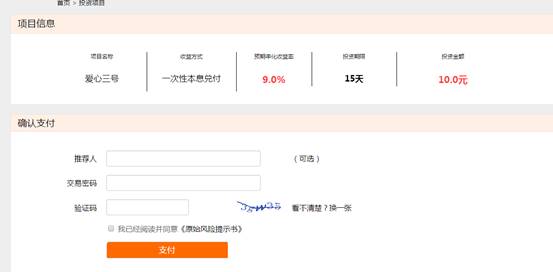 首页 > 投资项目
项目信息
项目名称 收益方式 预期年化收益率 投资期限 投资金额
爱心三号 一次性本息兑付 9.0% 15天 10.0元
确认支付
推荐人 （可选）
交易密码
验证码 看不清楚？换一张
我已经阅读并同意《原始风险提示书》
支付